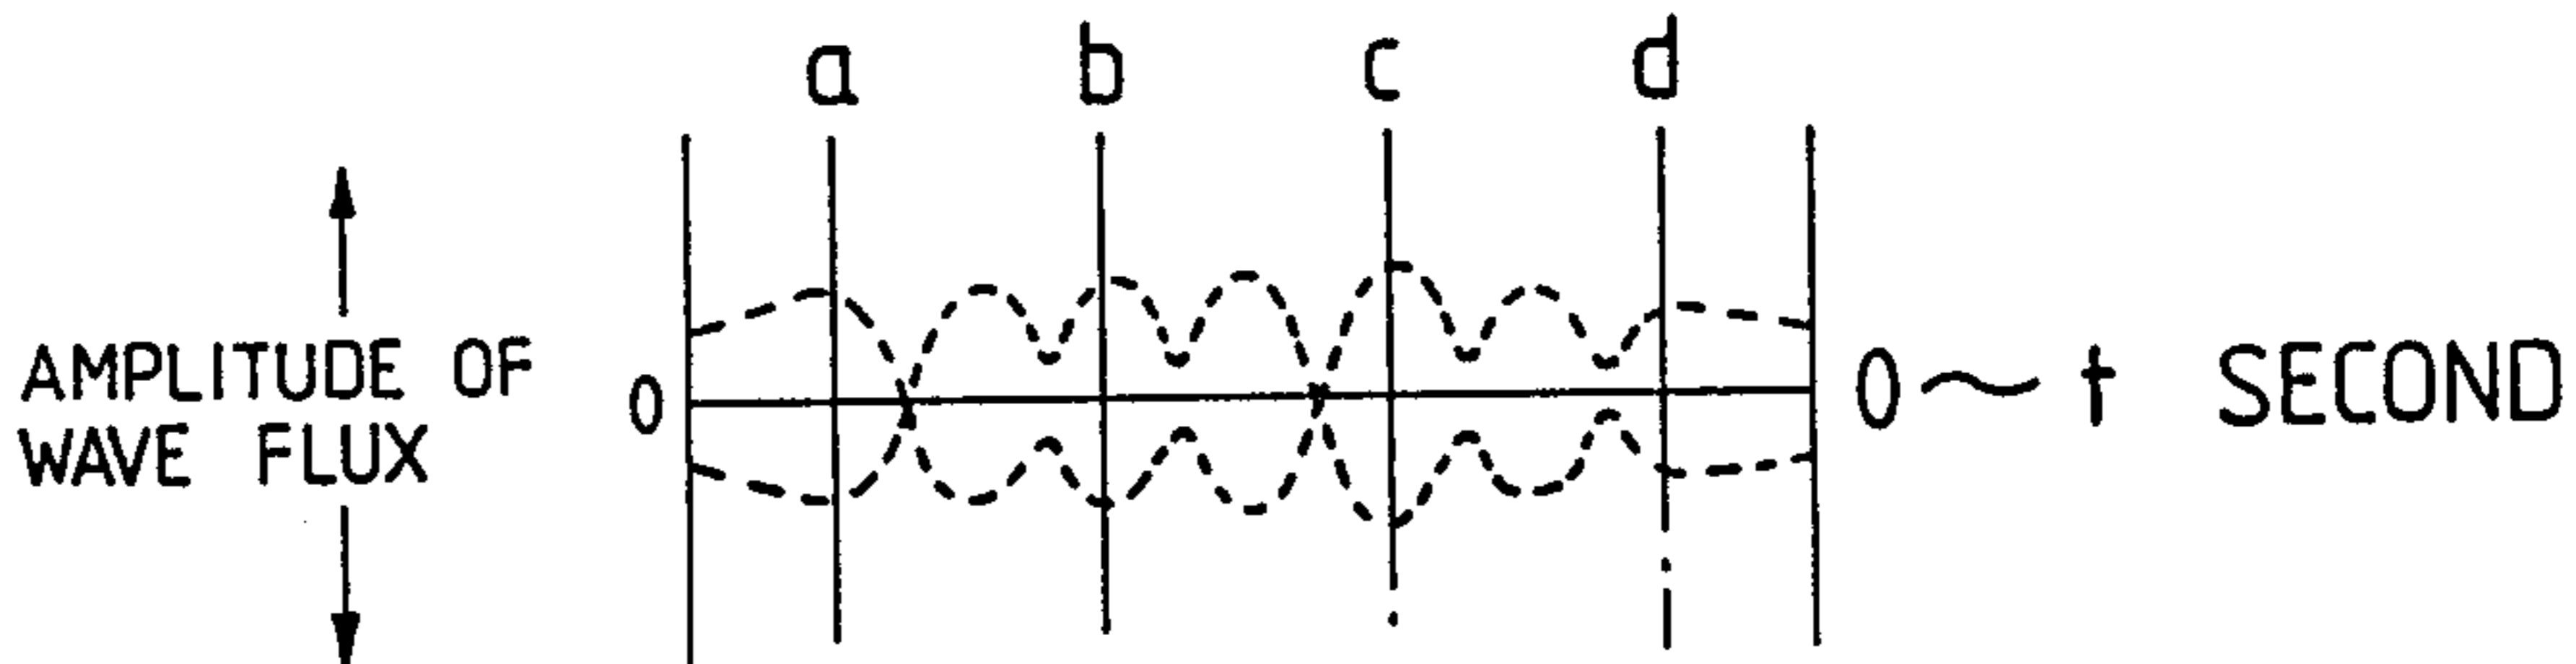 a b c d
AMPLITUDE OF
WAVE FLUX
0
0 ~ t SECOND